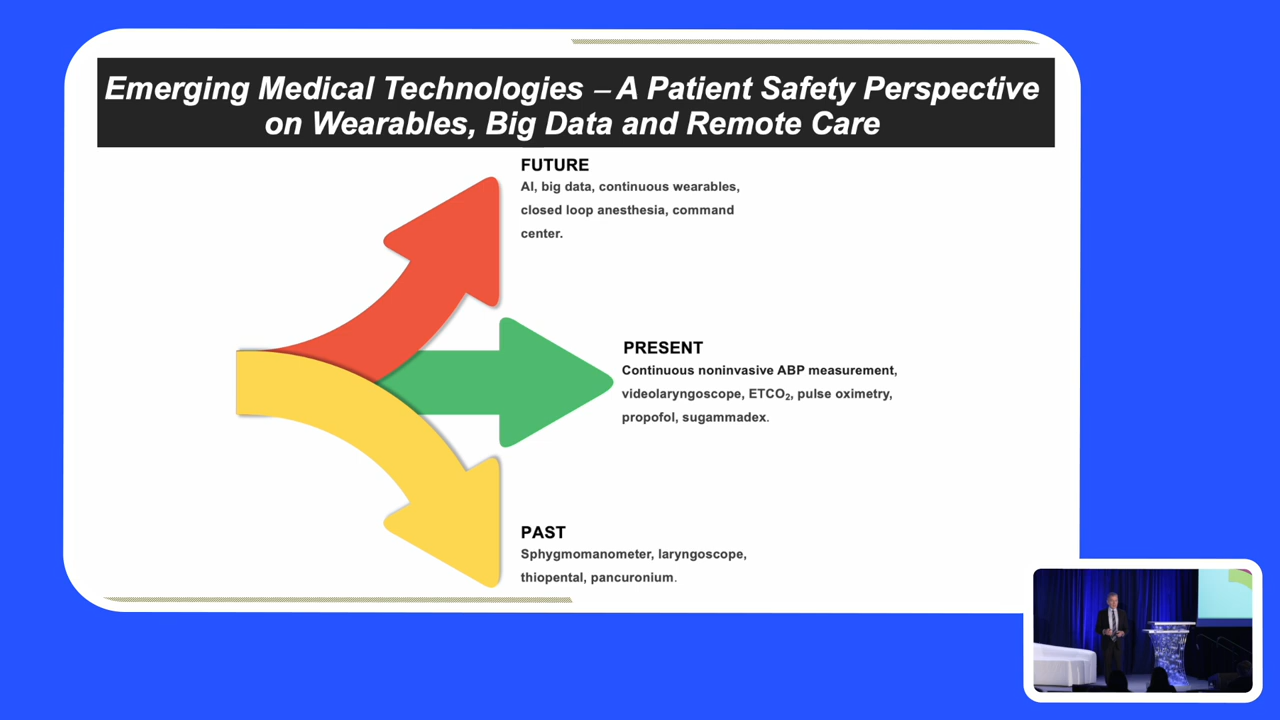 Emerging Medical Technologies – A Patient Safety Perspective
on Wearables, Big Data and Remote Care
FUTURE
AI, big data, continuous wearables,
closed loop anesthesia, command
center.
PRESENT
Continuous noninvasive ABP measurement,
videolaryngoscope, ETCO₂, pulse oximetry,
propofol, sugammadex.
PAST
Sphygmomanometer, laryngoscope,
thiopental, pancuronium.